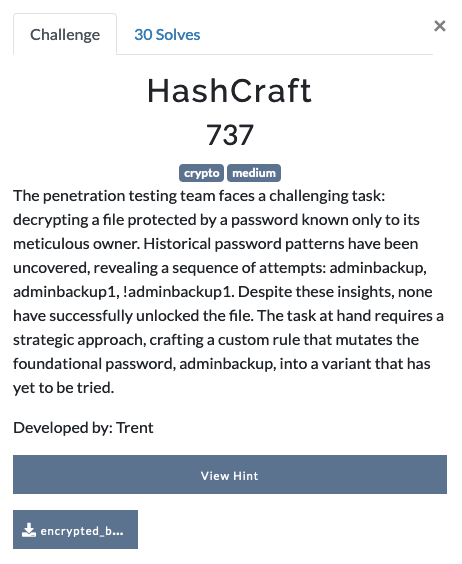 Challenge
30 Solves
×
HashCraft
737
crypto medium
The penetration testing team faces a challenging task:
decrypting a file protected by a password known only to its
meticulous owner. Historical password patterns have been
uncovered, revealing a sequence of attempts: adminbackup,
adminbackup1, !adminbackup1. Despite these insights, none
have successfully unlocked the file. The task at hand requires a
strategic approach, crafting a custom rule that mutates the
foundational password, adminbackup, into a variant that has
yet to be tried.
Developed by: Trent
View Hint
encrypted_b...